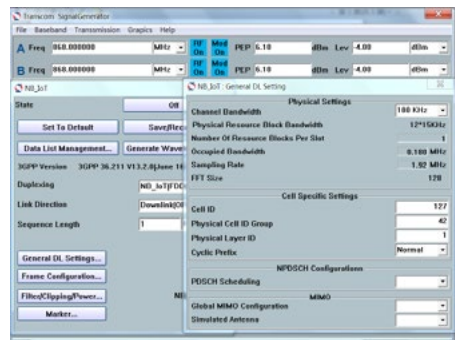 Transcom SignalGenerator
File Baseband Transmission Grapics Help
A Freq 868.000000 MHz RF On Mod On PEP 6.10 dBm Lev -4.00 dBm
B Freq 868.000000 MHz RF On Mod On PEP 6.10 dBm Lev -4.00 dBm
NB_IoT
State Off
Set To Default Save/Rec
Data List Management... Generate Wave
3GPP Version 3GPP 36.211 V13.2.0(June 16
Duplexing NB_IoT(FDD
Link Direction Downlink(O
Sequence Length 1
General DL Settings...
Frame Configuration...
Filter/Clipping/Power...
Marker...
NB_IoT: General DL Setting
Physical Settings
Channel Bandwidth 180 KHz
Physical Resource Block Bandwidth 12*15KHz
Number Of Resource Blocks Per Slot 1
Occupied Bandwidth 0.180 MHz
Sampling Rate 1.92 MHz
FFT Size 128
Cell Specific Settings
Cell ID 127
Physical Cell ID Group 42
Physical Layer ID 1
Cyclic Prefix Normal
NPDSCH Configurationn
PDSCH Scheduling
MIMO
Global MIMO Configuration
Simulated Antenna